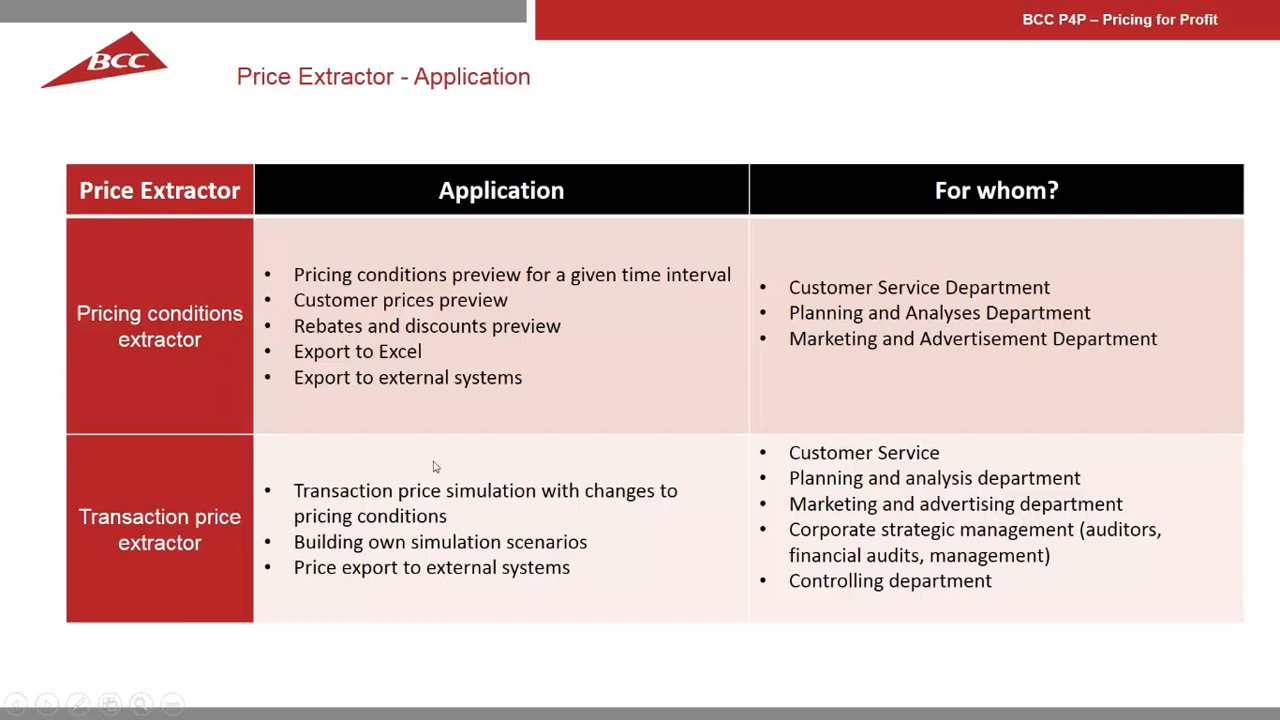 BCC P4P – Pricing for Profit
BCC
Price Extractor - Application
Price Extractor
Application
For whom?
Pricing conditions
extractor
• Pricing conditions preview for a given time interval
• Customer prices preview
• Rebates and discounts preview
• Export to Excel
• Export to external systems
• Customer Service Department
• Planning and Analyses Department
• Marketing and Advertisement Department
Transaction price
extractor
• Transaction price simulation with changes to
pricing conditions
• Building own simulation scenarios
• Price export to external systems
• Customer Service
• Planning and analysis department
• Marketing and advertising department
• Corporate strategic management (auditors,
financial audits, management)
• Controlling department